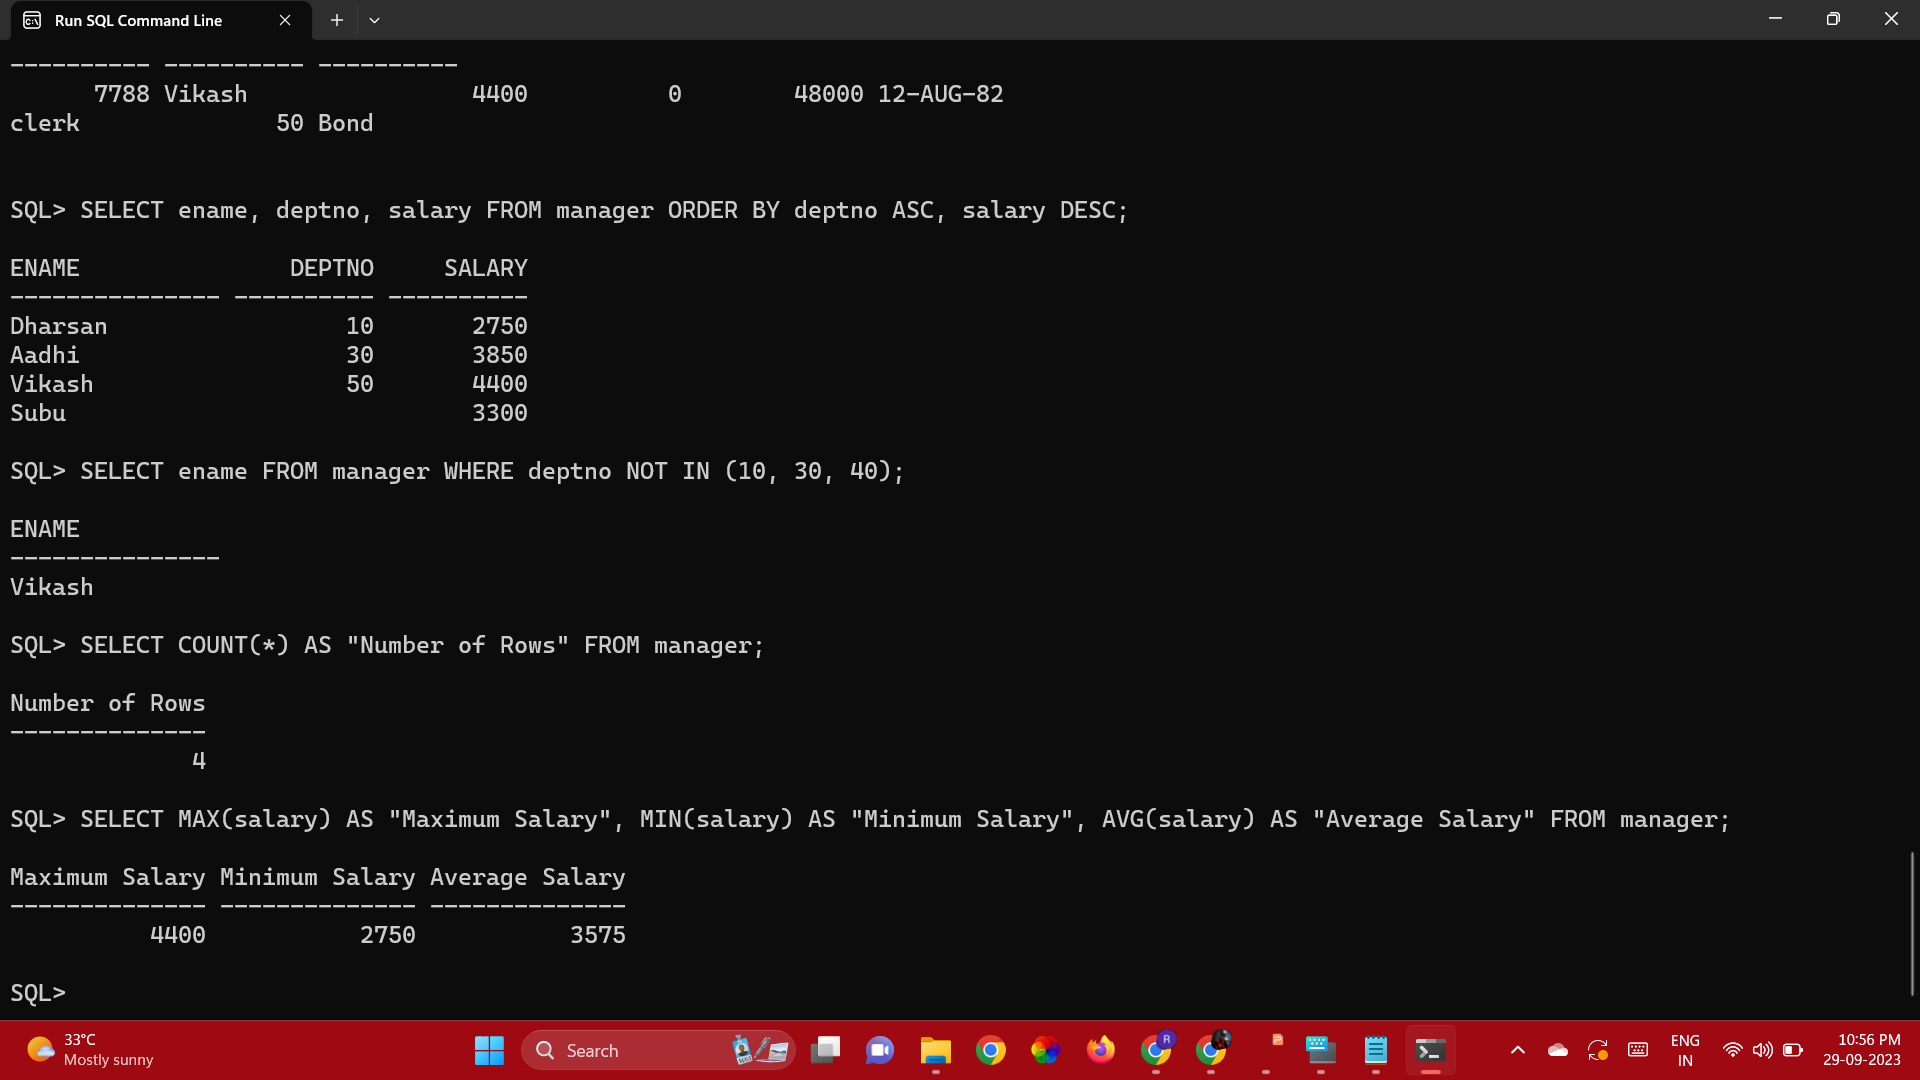 Run SQL Command Line
---------- ---------- ----------
      7788 Vikash                4400          0        48000 12-AUG-82
clerk              50 Bond
SQL> SELECT ename, deptno, salary FROM manager ORDER BY deptno ASC, salary DESC;
ENAME               DEPTNO     SALARY
--------------- ---------- ----------
Dharsan                 10       2750
Aadhi                   30       3850
Vikash                  50       4400
Subu                             3300
SQL> SELECT ename FROM manager WHERE deptno NOT IN (10, 30, 40);
ENAME
---------------
Vikash
SQL> SELECT COUNT(*) AS "Number of Rows" FROM manager;
Number of Rows
--------------
             4
SQL> SELECT MAX(salary) AS "Maximum Salary", MIN(salary) AS "Minimum Salary", AVG(salary) AS "Average Salary" FROM manager;
Maximum Salary Minimum Salary Average Salary
-------------- -------------- --------------
          4400           2750           3575
SQL>
33°C
Mostly sunny
Search
R
ENG
IN
10:56 PM
29-09-2023